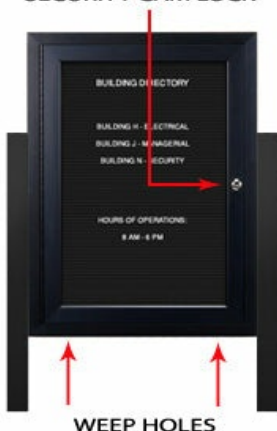 SECURITY CAM LOCK
BUILDING DIRECTORY
BUILDING H - ELECTRICAL
BUILDING J - MANAGERIAL
BUILDING N - SECURITY
HOURS OF OPERATIONS:
8 AM - 6 PM
WEEP HOLES